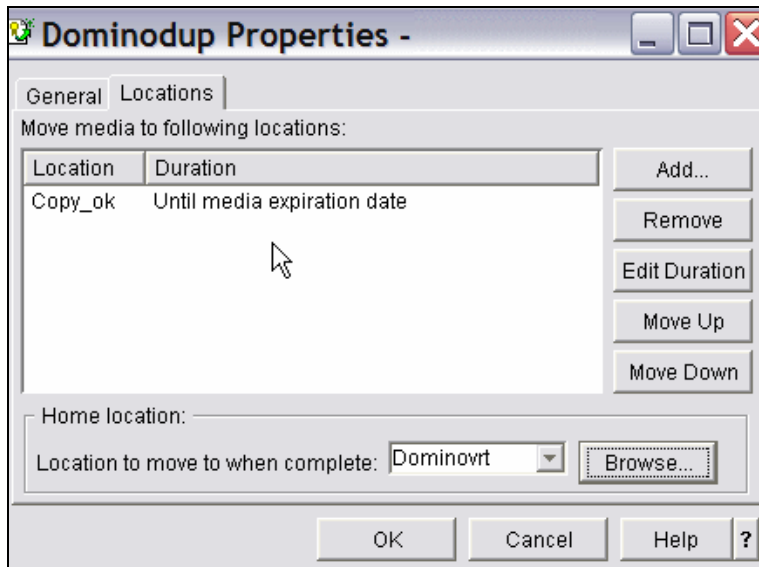 Dominodup Properties -
General Locations
Move media to following locations:
Location Duration
Copy_ok Until media expiration date
Add...
Remove
Edit Duration
Move Up
Move Down
Home location:
Location to move to when complete: Dominovrt Browse...
OK Cancel Help ?